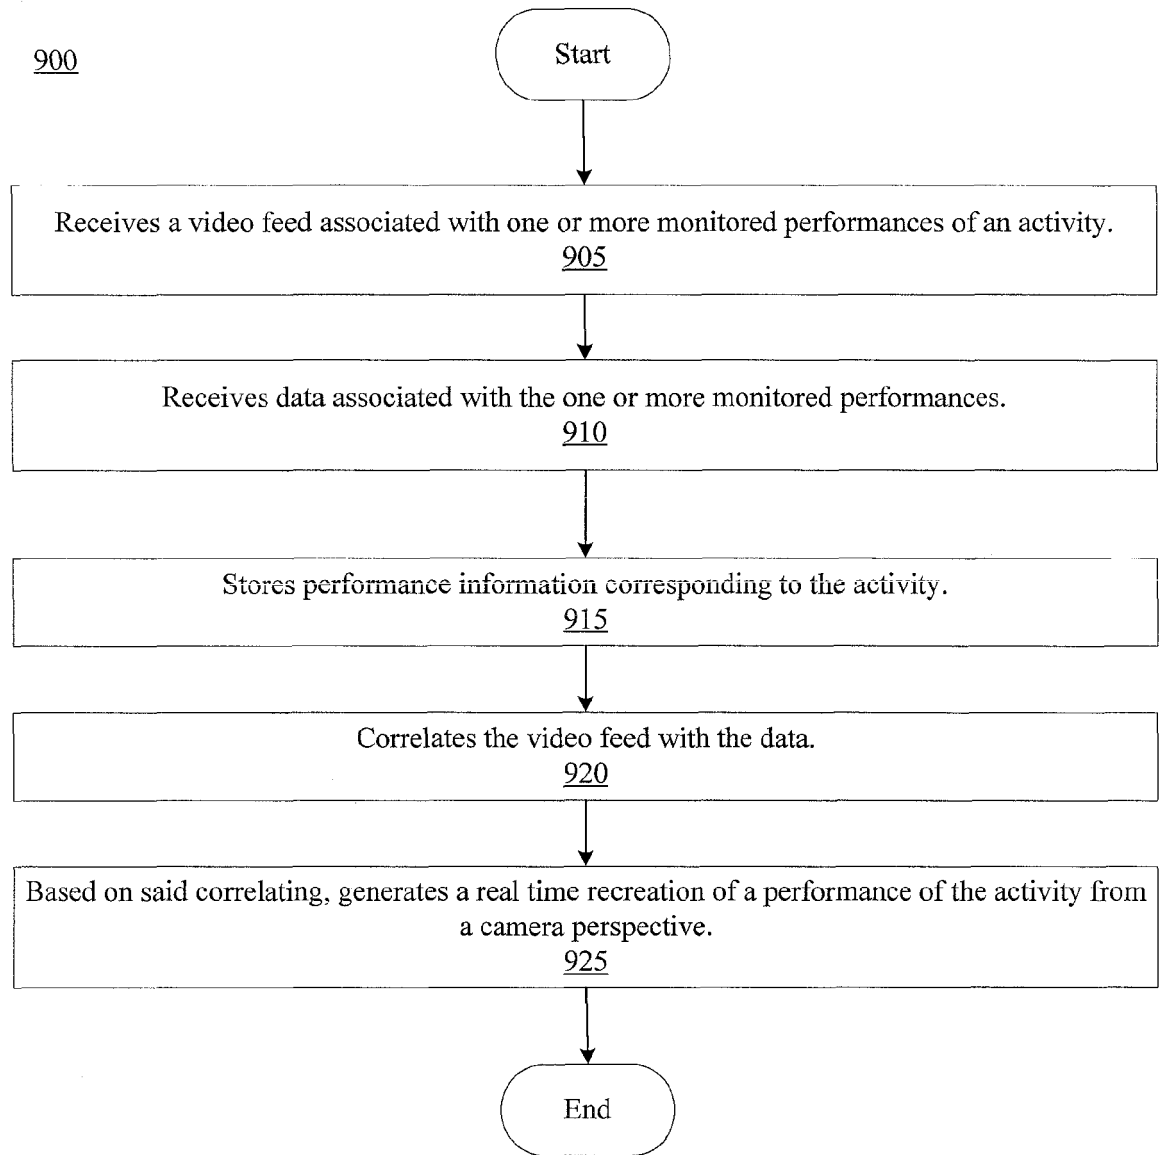 900
Start
Receives a video feed associated with one or more monitored performances of an activity.
905
Receives data associated with the one or more monitored performances.
910
Stores performance information corresponding to the activity.
915
Correlates the video feed with the data.
920
Based on said correlating, generates a real time recreation of a performance of the activity from
a camera perspective.
925
End